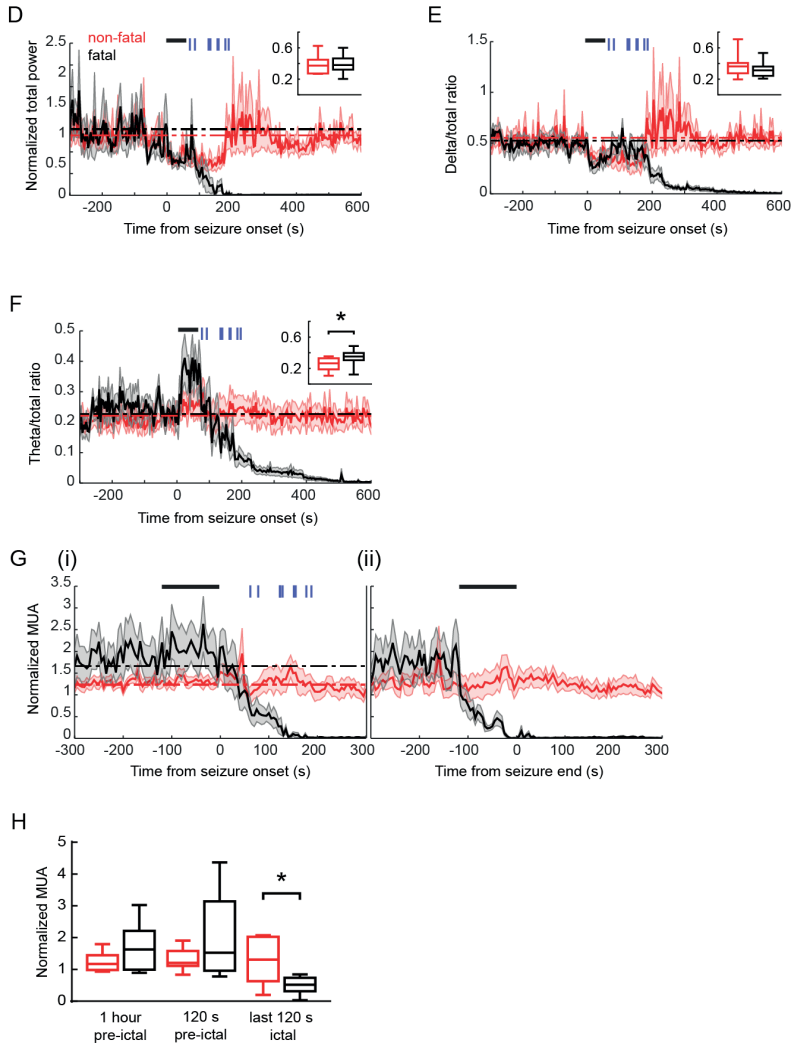 D
non-fatal
fatal
Normalized total power
2.5
2
1.5
1
0.5
0
-200 0 200 400 600
Time from seizure onset (s)
0.6
0.2
E
Delta/total ratio
1.5
1
0.5
0
-200 0 200 400 600
Time from seizure onset (s)
0.6
0.2
F
Theta/total ratio
0.5
0.4
0.3
0.2
0.1
0
-200 0 200 400 600
Time from seizure onset (s)
*
0.6
0.2
G (i) (ii)
Normalized MUA
3.5
3
2.5
2
1.5
1
0.5
0
-300 -200 -100 0 100 200 300
Time from seizure onset (s)
-200 -100 0 100 200 300
Time from seizure end (s)
H
Normalized MUA
5
4
3
2
1
0
*
1 hour
pre-ictal
120 s
pre-ictal
last 120 s
ictal